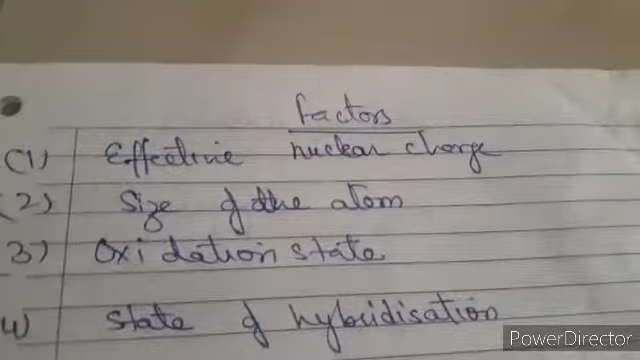 Factors
(1) Effective nuclear charge
(2) Size of the atom
3) Oxidation state
4) State of hybridisation
PowerDirector